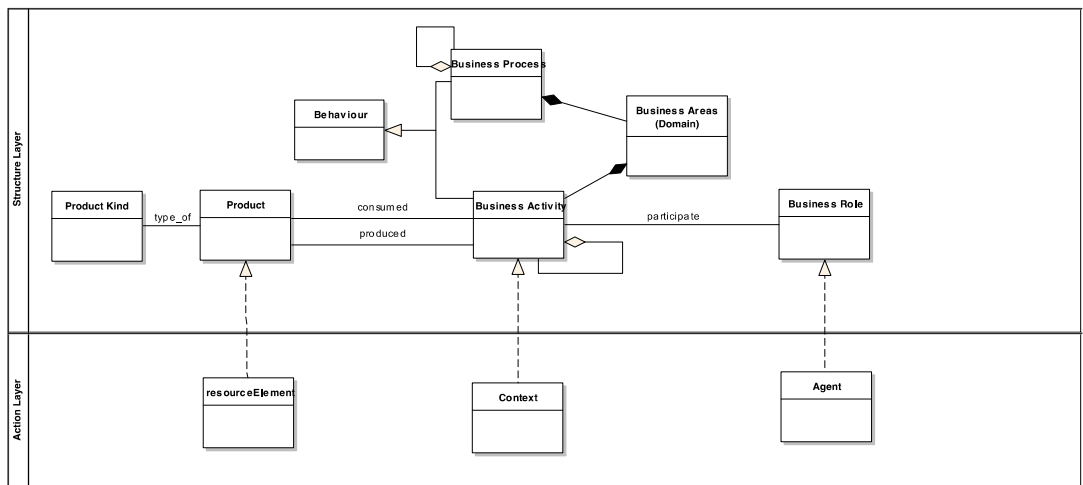 Structure Layer
Business Process
Behaviour
Business Areas
(Domain)
Product Kind
type_of
Product
consumed
produced
Business Activity
participate
Business Role
Action Layer
resourceElement
Context
Agent